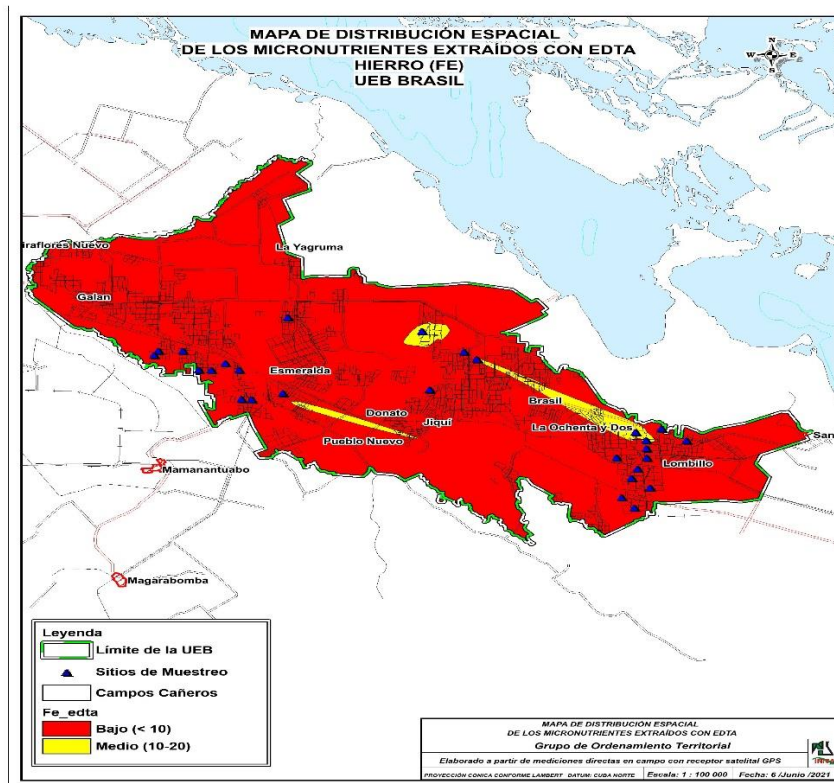 MAPA DE DISTRIBUCIÓN ESPACIAL
DE LOS MICRONUTRIENTES EXTRAÍDOS CON EDTA
HIERRO (FE)
UEB BRASIL
N
W E
S
iraflores Nuevo
La Yagruma
Galan
Esmeralda
Brasil
Donato
Jiquí
La Ochenta y Dos
Pueblo Nuevo
San
Lombillo
Mamanantuabo
Magarabomba
Leyenda
Límite de la UEB
Sitios de Muestreo
Campos Cañeros
Fe_edta
Bajo (< 10)
Medio (10-20)
MAPA DE DISTRIBUCIÓN ESPACIAL
DE LOS MICRONUTRIENTES EXTRAÍDOS CON EDTA
Grupo de Ordenamiento Territorial
Elaborado a partir de mediciones directas en campo con receptor satelital GPS
PROYECCIÓN CONICA CONFORME LAMBERT DATUM: CUBA NORTE Escala: 1 : 100 000 Fecha: 6 /Junio /201